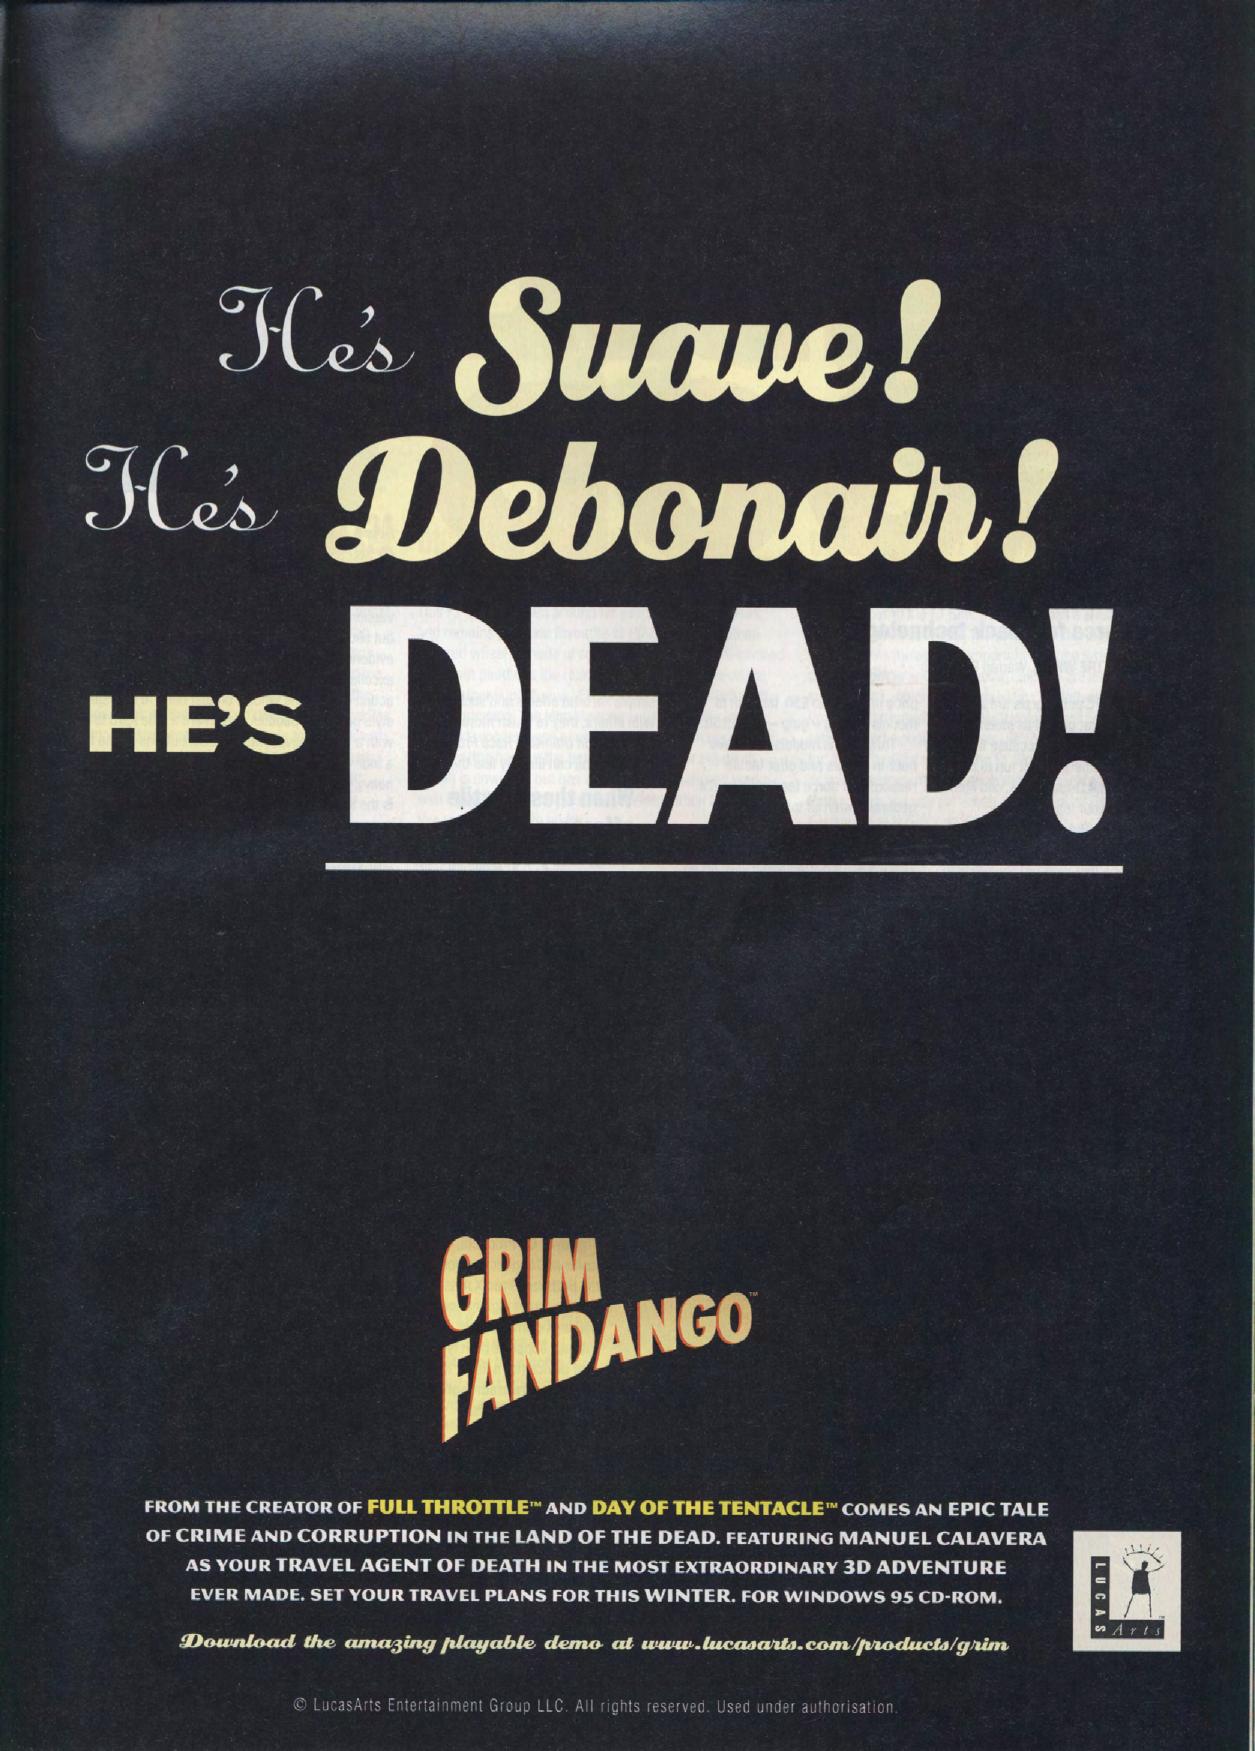 He's Suave!
He's Debonair!
HE'S DEAD!
GRIM
FANDANGO™
FROM THE CREATOR OF FULL THROTTLE™ AND DAY OF THE TENTACLE™ COMES AN EPIC TALE
OF CRIME AND CORRUPTION IN THE LAND OF THE DEAD. FEATURING MANUEL CALAVERA
AS YOUR TRAVEL AGENT OF DEATH IN THE MOST EXTRAORDINARY 3D ADVENTURE
EVER MADE. SET YOUR TRAVEL PLANS FOR THIS WINTER. FOR WINDOWS 95 CD-ROM.
Download the amazing playable demo at www.lucasarts.com/products/grim
LUCAS
Arts™
© LucasArts Entertainment Group LLC. All rights reserved. Used under authorisation.